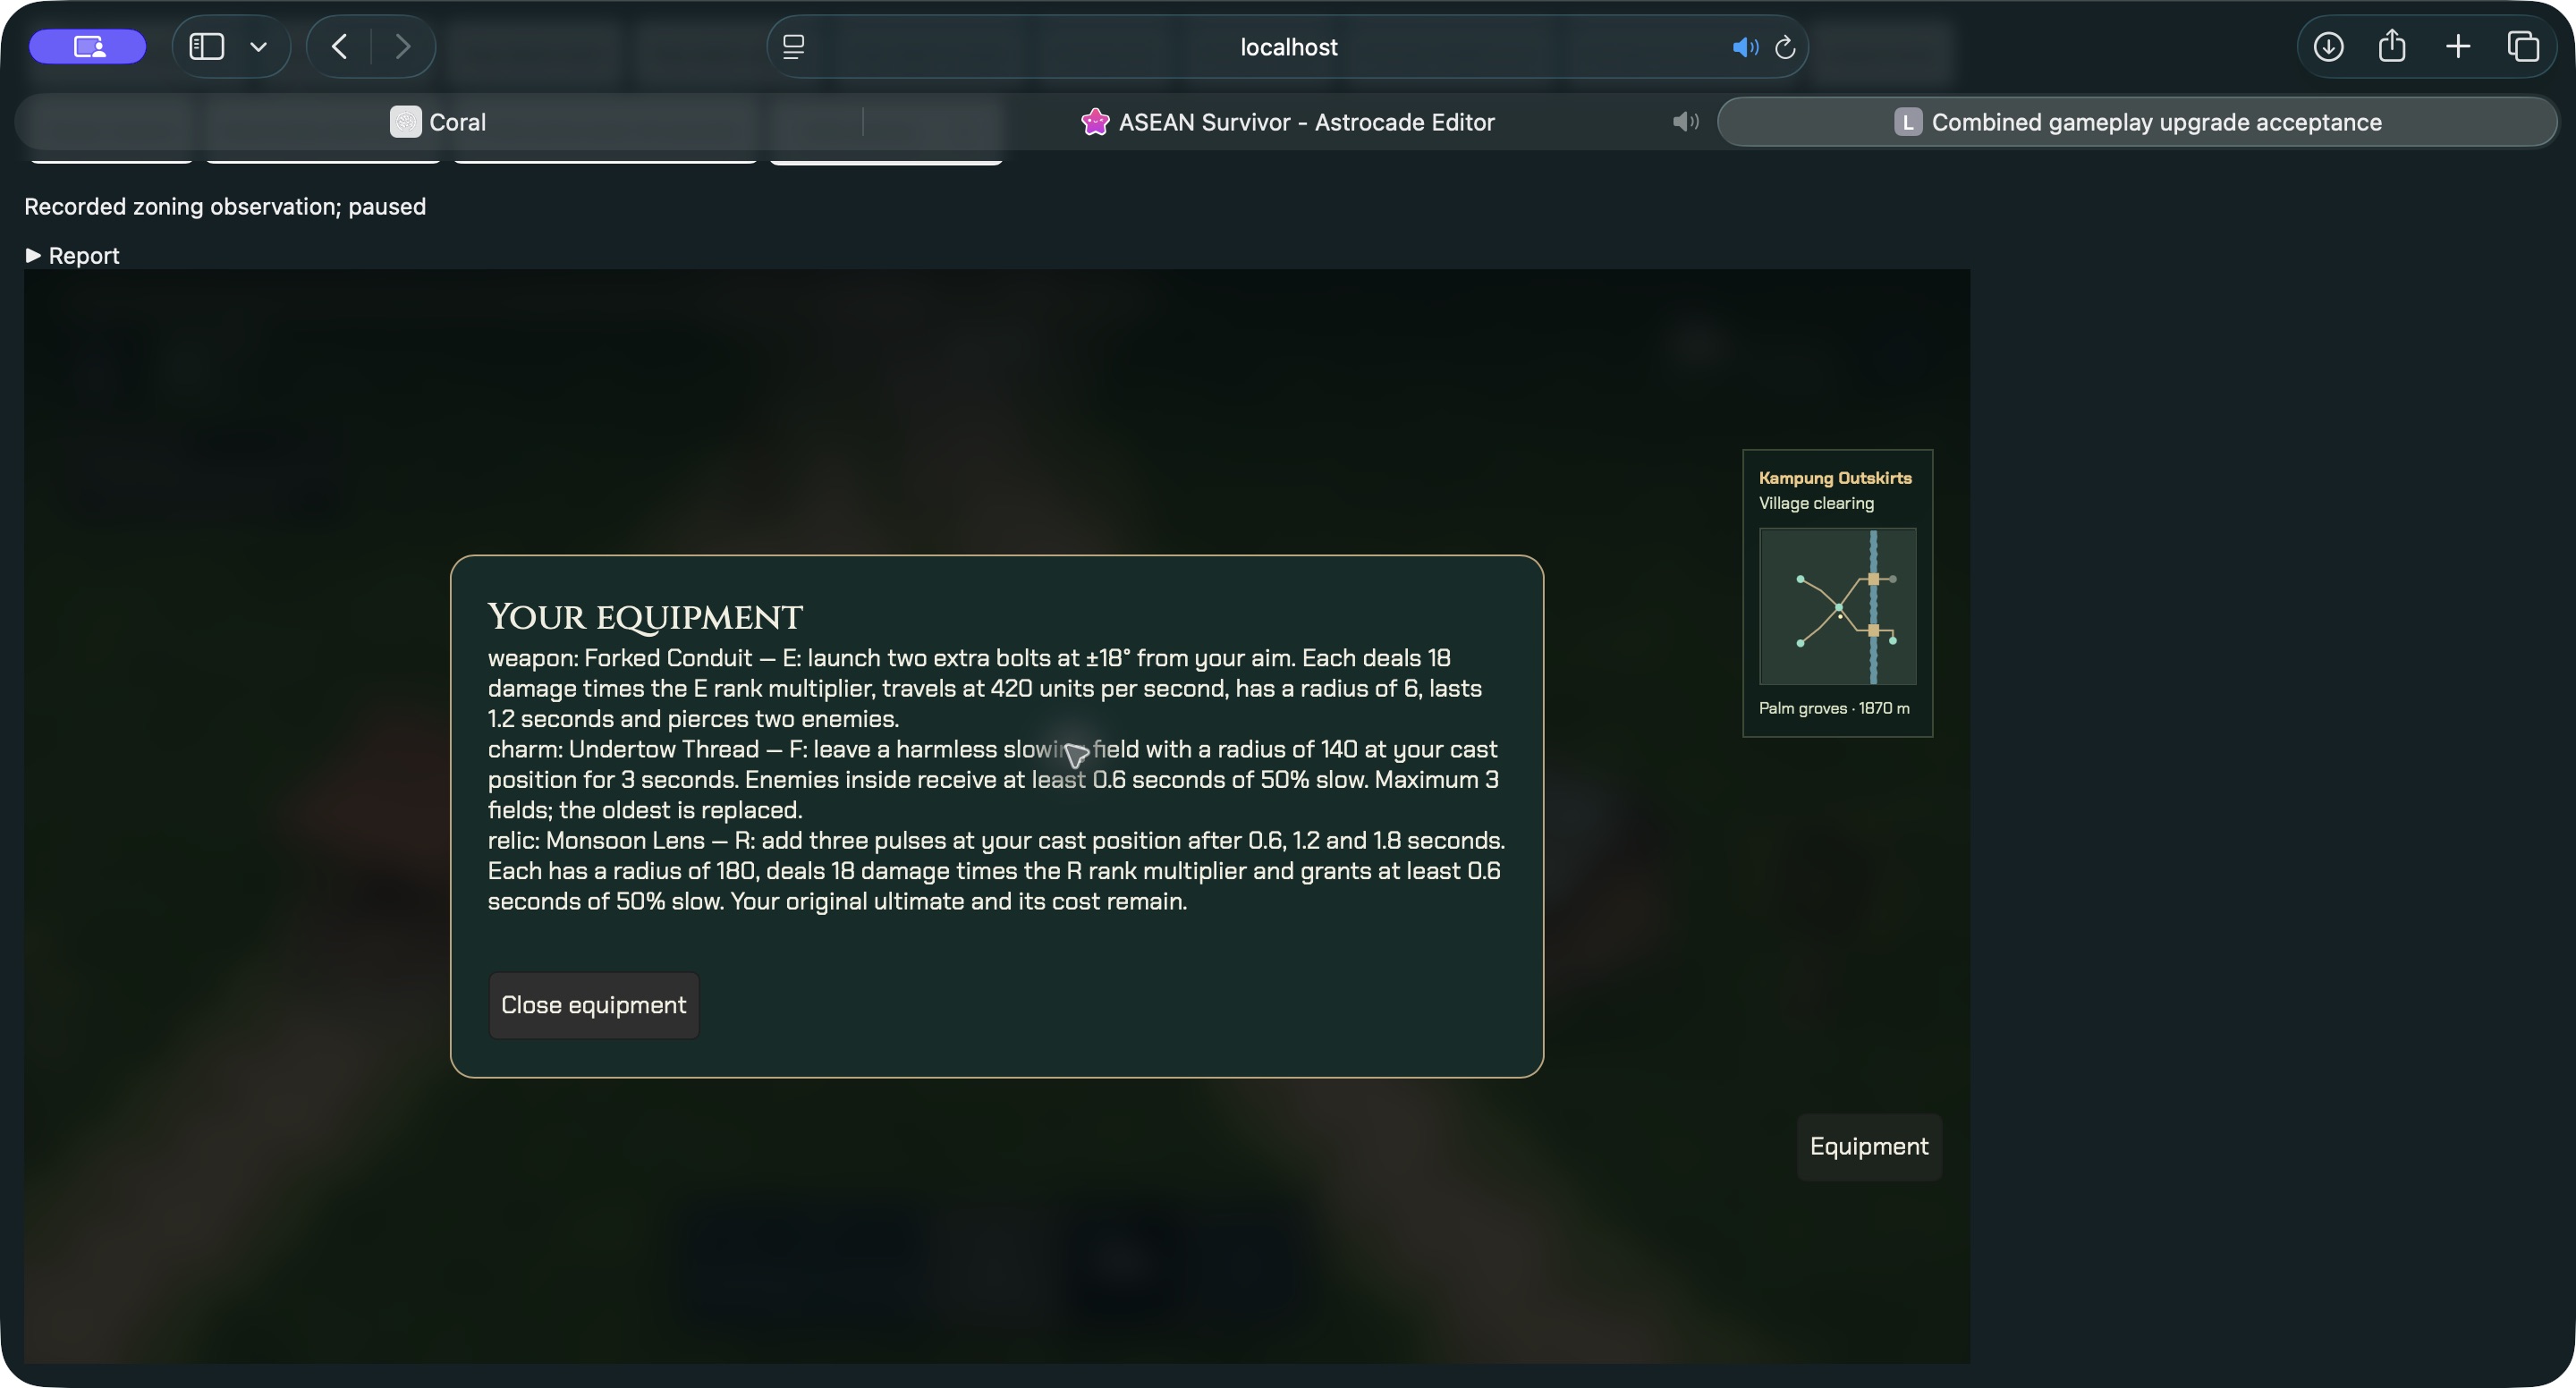 localhost
Coral
ASEAN Survivor - Astrocade Editor
L
Combined gameplay upgrade acceptance
Recorded zoning observation; paused
Report
Kampung Outskirts
Village clearing
Palm groves · 1870 m
YOUR EQUIPMENT
weapon: Forked Conduit — E: launch two extra bolts at ±18° from your aim. Each deals 18
damage times the E rank multiplier, travels at 420 units per second, has a radius of 6, lasts
1.2 seconds and pierces two enemies.
charm: Undertow Thread — F: leave a harmless slowing field with a radius of 140 at your cast
position for 3 seconds. Enemies inside receive at least 0.6 seconds of 50% slow. Maximum 3
fields; the oldest is replaced.
relic: Monsoon Lens — R: add three pulses at your cast position after 0.6, 1.2 and 1.8 seconds.
Each has a radius of 180, deals 18 damage times the R rank multiplier and grants at least 0.6
seconds of 50% slow. Your original ultimate and its cost remain.
Close equipment
Equipment